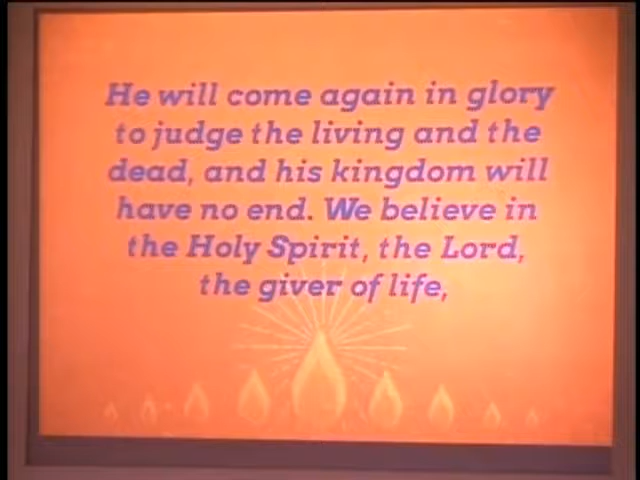 He will come again in glory
to judge the living and the
dead, and his kingdom will
have no end. We believe in
the Holy Spirit, the Lord,
the giver of life,